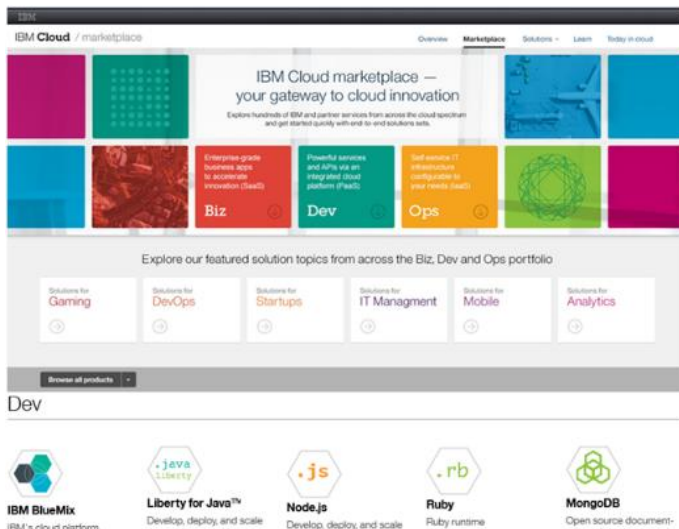 IBM
IBM Cloud / marketplace
Overview Marketplace Solutions Learn Today in cloud
IBM Cloud marketplace —
your gateway to cloud innovation
Explore hundreds of IBM and partner services from across the cloud spectrum
and get started quickly with end-to-end solutions sets.
Enterprise-grade
business apps
to accelerate
innovation (SaaS)
Biz
Powerful services
and APIs via an
integrated cloud
platform (PaaS)
Dev
Self-service IT
infrastructure
configurable to
your needs (IaaS)
Ops
Explore our featured solution topics from across the Biz, Dev and Ops portfolio
Solutions for
Gaming
Solutions for
DevOps
Solutions for
Startups
Solutions for
IT Managment
Solutions for
Mobile
Solutions for
Analytics
Browse all products
Dev
IBM BlueMix
IBM's cloud platform
.java
liberty
Liberty for Java™
Develop, deploy, and scale
.js
Node.js
Develop, deploy, and scale
.rb
Ruby
Ruby runtime
MongoDB
Open source document-